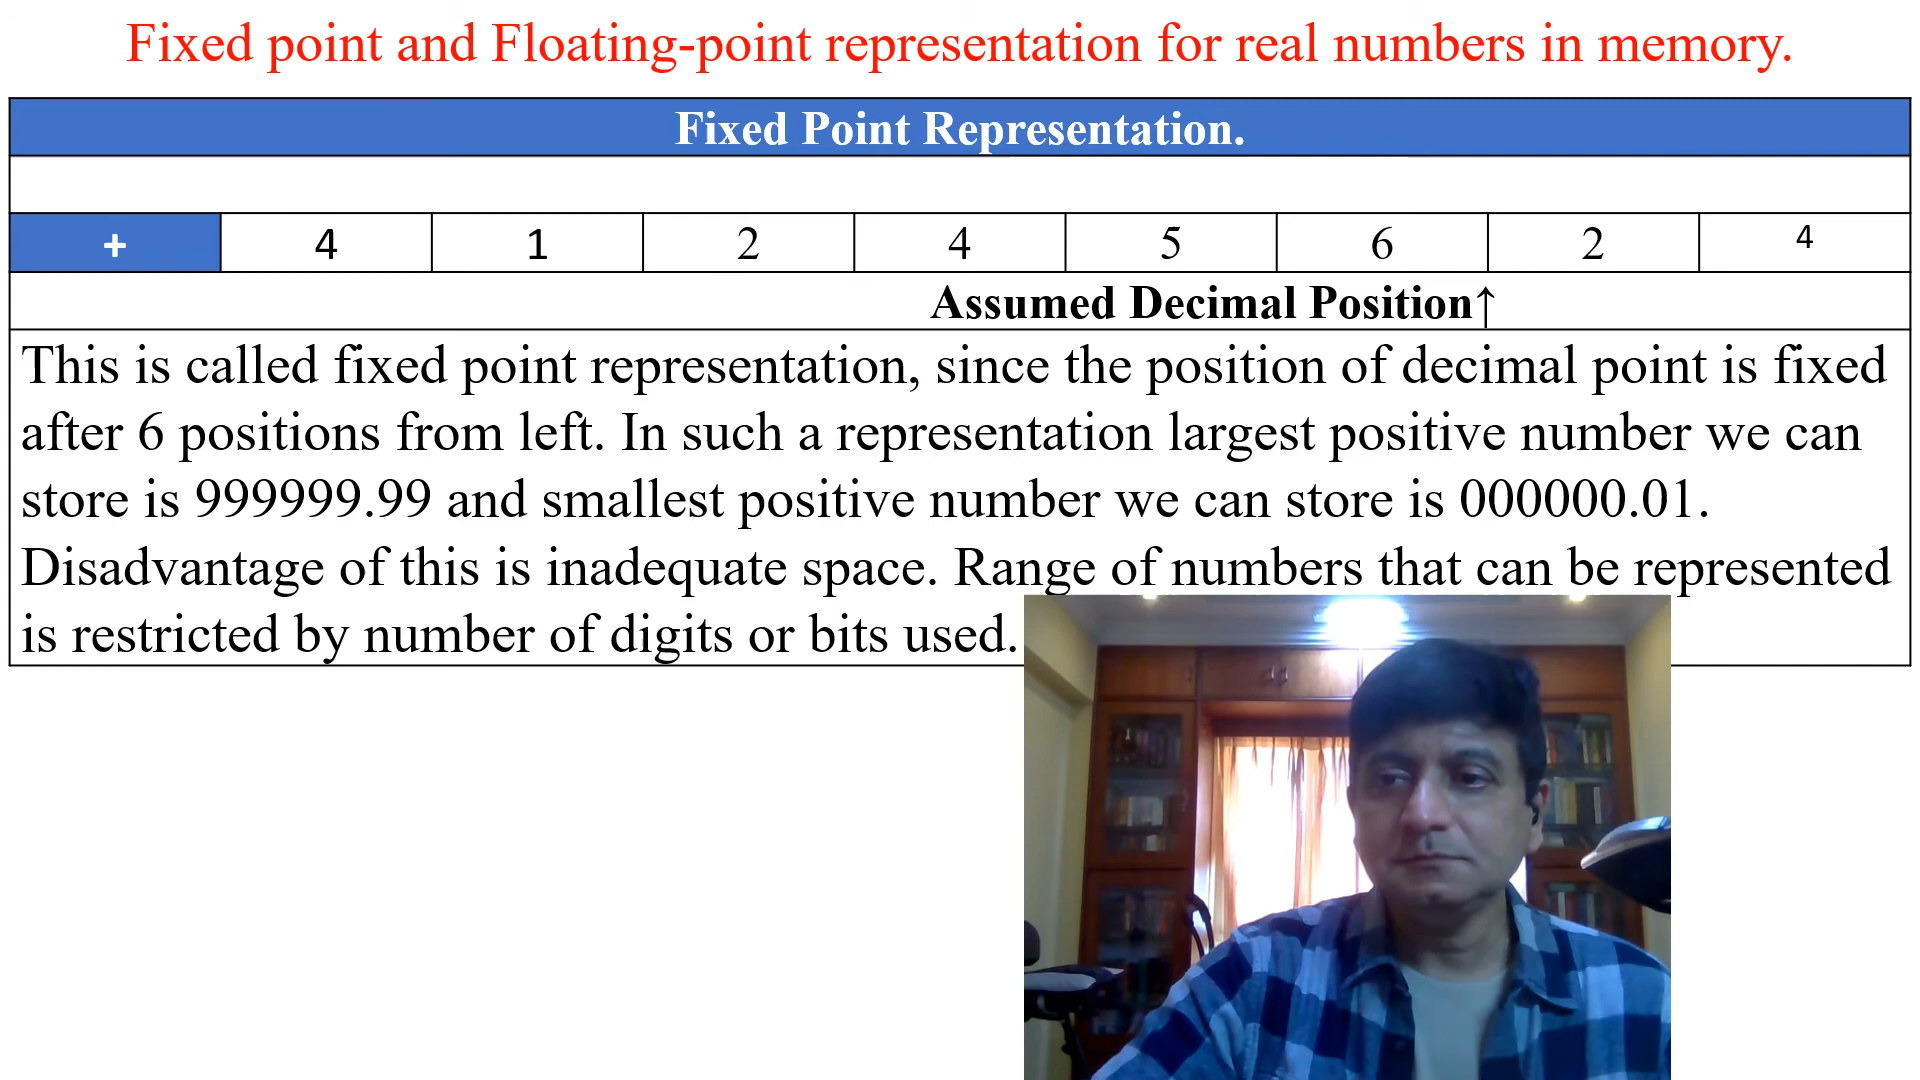 Fixed point and Floating-point representation for real numbers in memory.
Fixed Point Representation.
+ 4 1 2 4 5 6 2 4
Assumed Decimal Position↑
This is called fixed point representation, since the position of decimal point is fixed
after 6 positions from left. In such a representation largest positive number we can
store is 999999.99 and smallest positive number we can store is 000000.01.
Disadvantage of this is inadequate space. Range of numbers that can be represented
is restricted by number of digits or bits used.